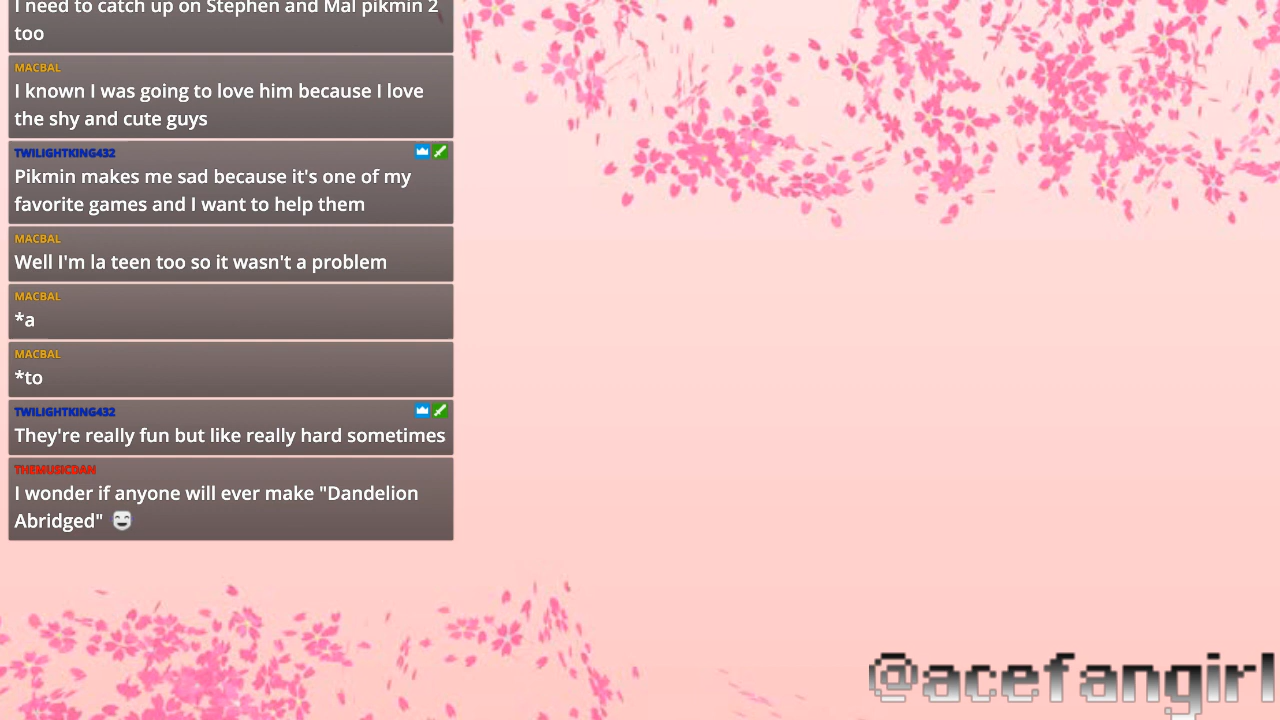 I need to catch up on Stephen and Mal pikmin 2
too
MACBAL
I known I was going to love him because I love
the shy and cute guys
TWILIGHTKING432
Pikmin makes me sad because it's one of my
favorite games and I want to help them
MACBAL
Well I'm la teen too so it wasn't a problem
MACBAL
*a
MACBAL
*to
TWILIGHTKING432
They're really fun but like really hard sometimes
THEMUSICDAN
I wonder if anyone will ever make "Dandelion
Abridged"
@acefangirl